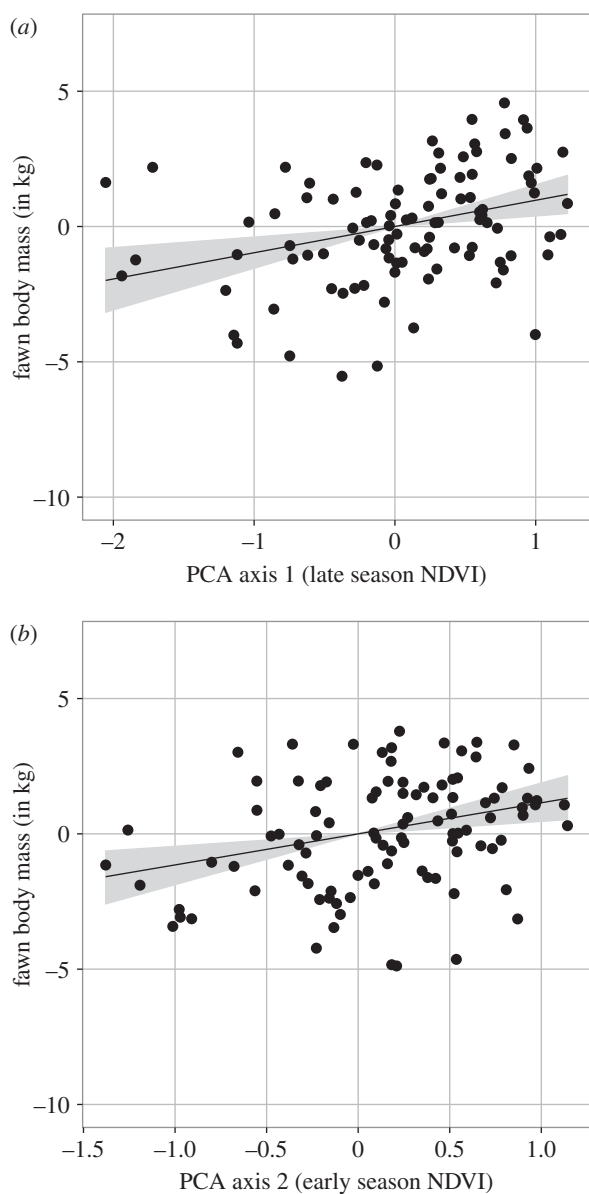 (a)
5
0
−5
−10
fawn body mass (in kg)
−2 −1 0 1
PCA axis 1 (late season NDVI)
(b)
5
0
−5
−10
fawn body mass (in kg)
−1.5 −1.0 −0.5 0 0.5 1.0
PCA axis 2 (early season NDVI)